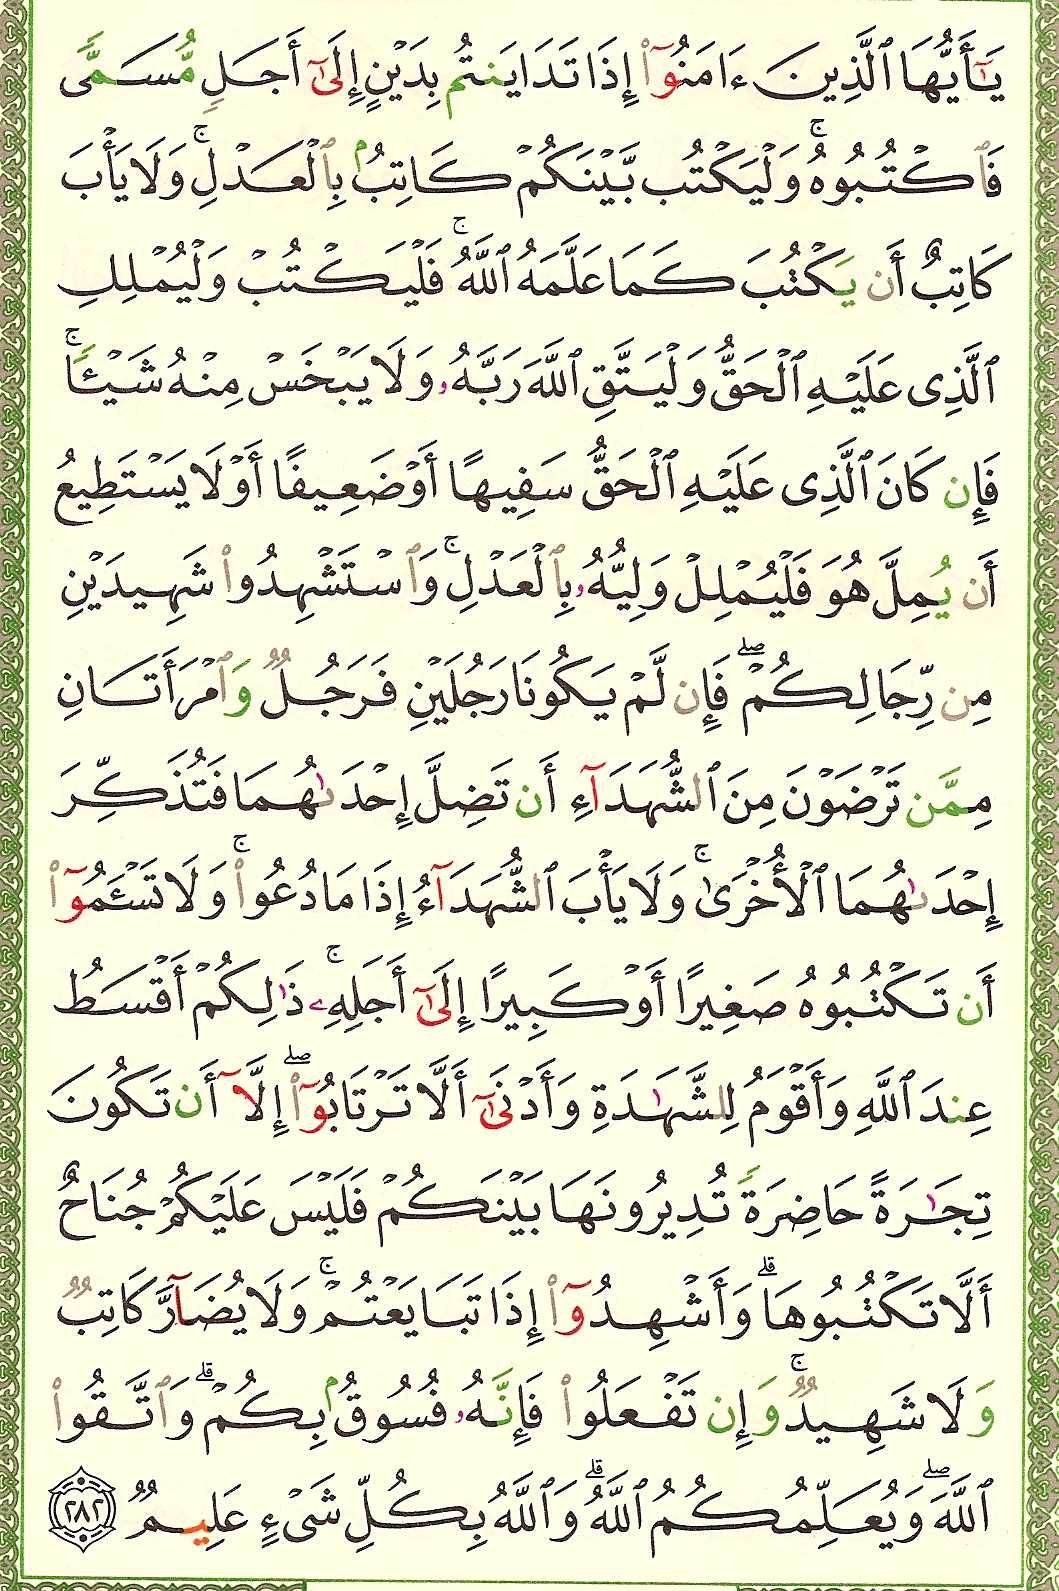 يَٰٓأَيُّهَا ٱلَّذِينَ ءَامَنُوٓا۟ إِذَا تَدَايَنتُم بِدَيْنٍ إِلَىٰٓ أَجَلٍ مُّسَمًّى
فَٱكْتُبُوهُ ۚ وَلْيَكْتُب بَّيْنَكُمْ كَاتِبٌۢ بِٱلْعَدْلِ ۚ وَلَا يَأْبَ
كَاتِبٌ أَن يَكْتُبَ كَمَا عَلَّمَهُ ٱللَّهُ ۚ فَلْيَكْتُبْ وَلْيُمْلِلِ
ٱلَّذِى عَلَيْهِ ٱلْحَقُّ وَلْيَتَّقِ ٱللَّهَ رَبَّهُۥ وَلَا يَبْخَسْ مِنْهُ شَيْـًٔا ۚ
فَإِن كَانَ ٱلَّذِى عَلَيْهِ ٱلْحَقُّ سَفِيهًا أَوْ ضَعِيفًا أَوْ لَا يَسْتَطِيعُ
أَن يُمِلَّ هُوَ فَلْيُمْلِلْ وَلِيُّهُۥ بِٱلْعَدْلِ ۚ وَٱسْتَشْهِدُوا۟ شَهِيدَيْنِ
مِن رِّجَالِكُمْ ۖ فَإِن لَّمْ يَكُونَا رَجُلَيْنِ فَرَجُلٌ وَٱمْرَأَتَانِ
مِمَّن تَرْضَوْنَ مِنَ ٱلشُّهَدَآءِ أَن تَضِلَّ إِحْدَىٰهُمَا فَتُذَكِّرَ
إِحْدَىٰهُمَا ٱلْأُخْرَىٰ ۚ وَلَا يَأْبَ ٱلشُّهَدَآءُ إِذَا مَا دُعُوا۟ ۚ وَلَا تَسْـَٔمُوٓا۟
أَن تَكْتُبُوهُ صَغِيرًا أَوْ كَبِيرًا إِلَىٰٓ أَجَلِهِۦ ۚ ذَٰلِكُمْ أَقْسَطُ
عِندَ ٱللَّهِ وَأَقْوَمُ لِلشَّهَٰدَةِ وَأَدْنَىٰٓ أَلَّا تَرْتَابُوٓا۟ ۖ إِلَّآ أَن تَكُونَ
تِجَٰرَةً حَاضِرَةً تُدِيرُونَهَا بَيْنَكُمْ فَلَيْسَ عَلَيْكُمْ جُنَاحٌ
أَلَّا تَكْتُبُوهَا ۗ وَأَشْهِدُوٓا۟ إِذَا تَبَايَعْتُمْ ۚ وَلَا يُضَآرَّ كَاتِبٌ
وَلَا شَهِيدٌ ۚ وَإِن تَفْعَلُوا۟ فَإِنَّهُۥ فُسُوقٌۢ بِكُمْ ۗ وَٱتَّقُوا۟
ٱللَّهَ ۖ وَيُعَلِّمُكُمُ ٱللَّهُ ۗ وَٱللَّهُ بِكُلِّ شَىْءٍ عَلِيمٌ ٢٨٢